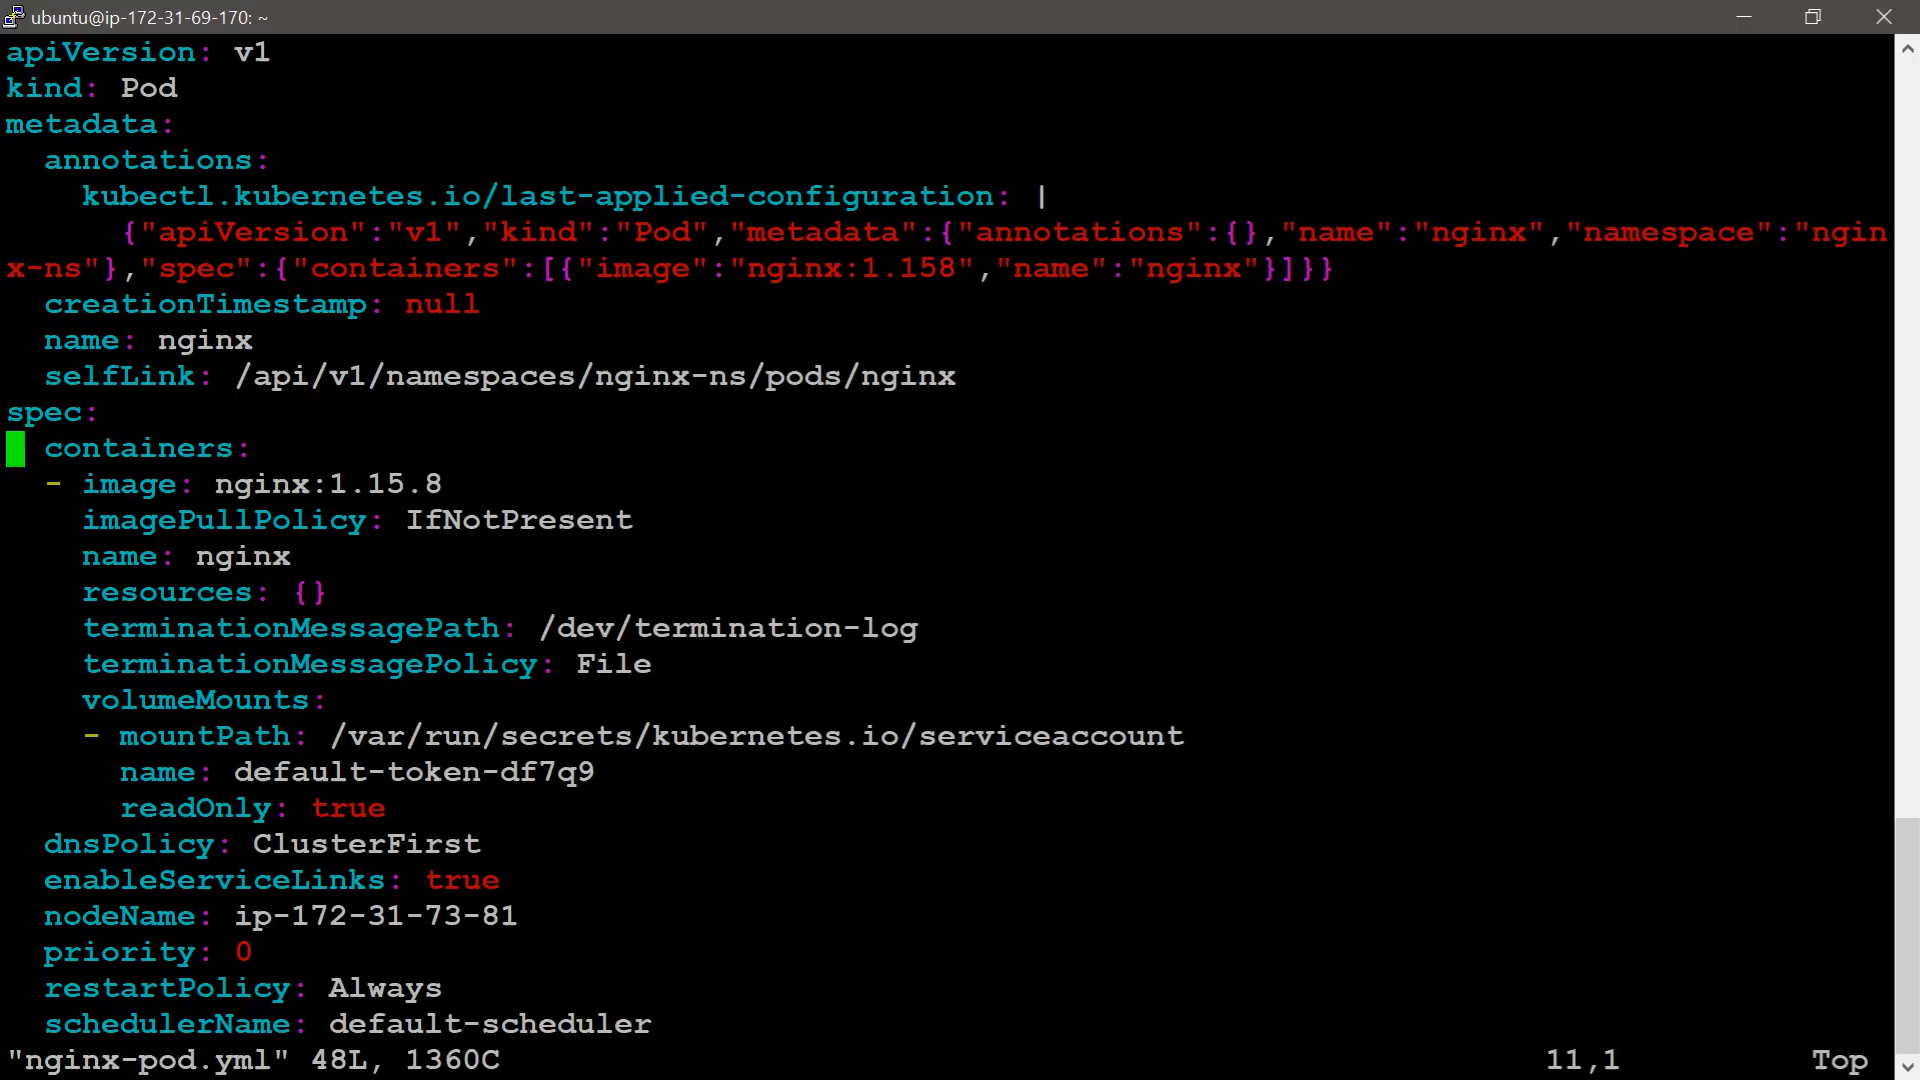 ubuntu@ip-172-31-69-170: ~
apiVersion: v1
kind: Pod
metadata:
  annotations:
    kubectl.kubernetes.io/last-applied-configuration: |
      {"apiVersion":"v1","kind":"Pod","metadata":{"annotations":{},"name":"nginx","namespace":"ngin
x-ns"},"spec":{"containers":[{"image":"nginx:1.158","name":"nginx"}]}}
  creationTimestamp: null
  name: nginx
  selfLink: /api/v1/namespaces/nginx-ns/pods/nginx
spec:
  containers:
  - image: nginx:1.15.8
    imagePullPolicy: IfNotPresent
    name: nginx
    resources: {}
    terminationMessagePath: /dev/termination-log
    terminationMessagePolicy: File
    volumeMounts:
    - mountPath: /var/run/secrets/kubernetes.io/serviceaccount
      name: default-token-df7q9
      readOnly: true
  dnsPolicy: ClusterFirst
  enableServiceLinks: true
  nodeName: ip-172-31-73-81
  priority: 0
  restartPolicy: Always
  schedulerName: default-scheduler
"nginx-pod.yml" 48L, 1360C 11,1 Top